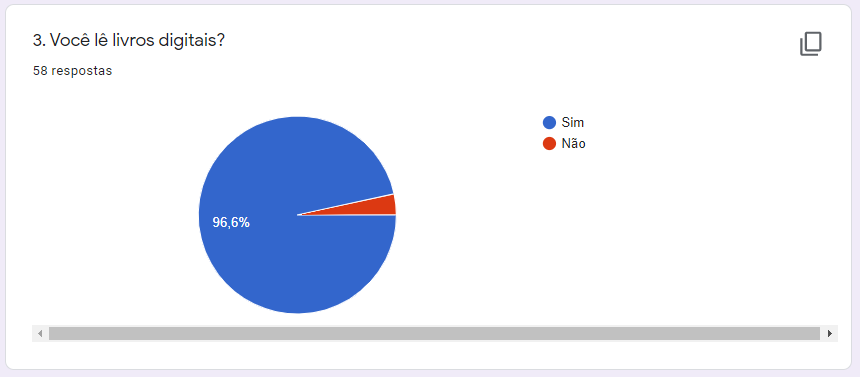 3. Você lê livros digitais?
58 respostas
Sim
Não
96,6%